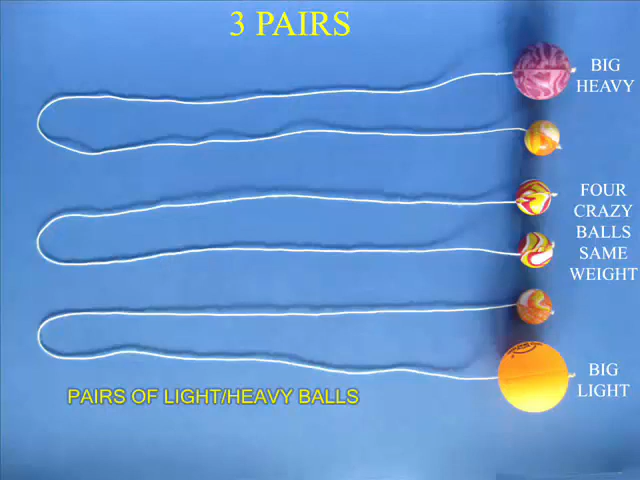 3 PAIRS
BIG
HEAVY
FOUR
CRAZY
BALLS
SAME
WEIGHT
BIG
LIGHT
PAIRS OF LIGHT/HEAVY BALLS